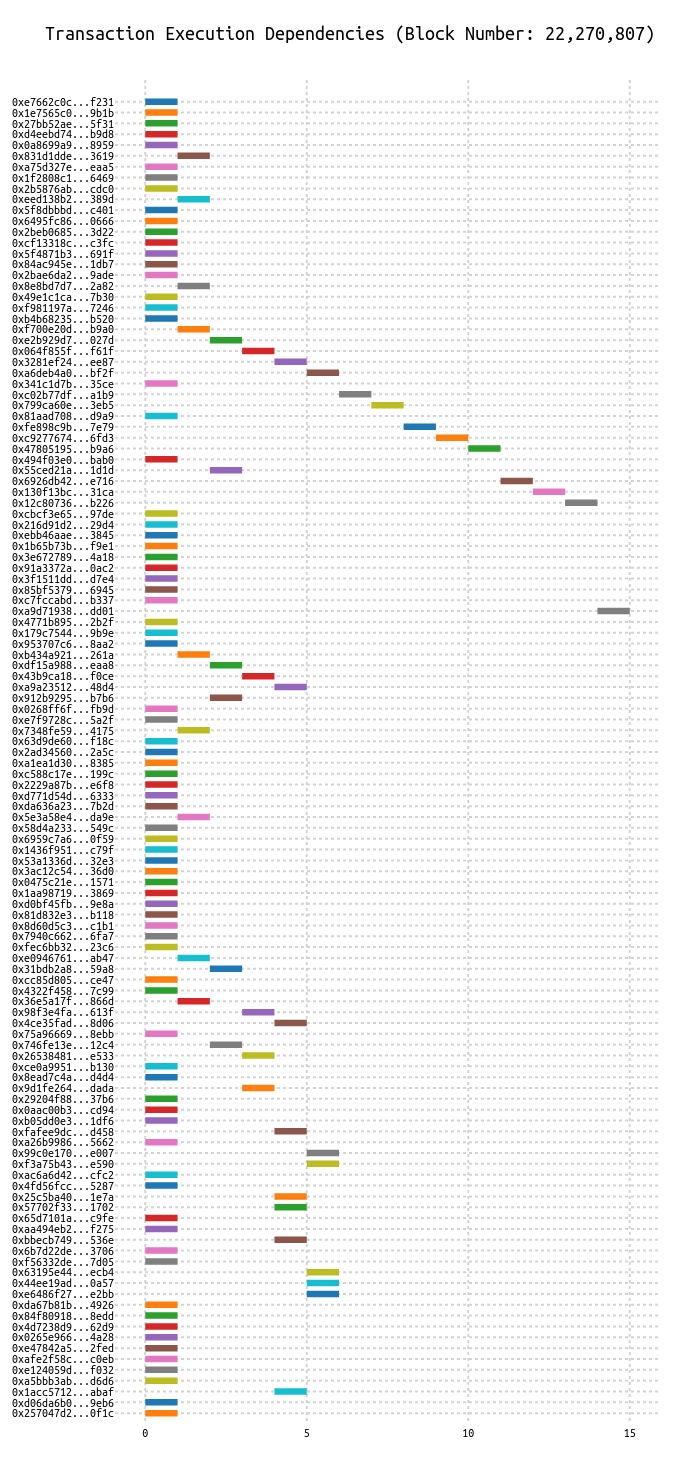 Transaction Execution Dependencies (Block Number: 22,270,807)
0xe7662c0c...f231
0x1e7565c0...9b1b
0x27bb52ae...5f31
0xd4eebd74...b9d8
0x0a8699a9...8959
0x831d1dde...3619
0xa75d327e...eaa5
0x1f2808c1...6469
0x2b5876ab...cdc0
0xeed138b2...389d
0x5f8dbbbd...c401
0x6495fc86...0666
0x2beb0685...3d22
0xcf13318c...c3fc
0x5f4871b3...691f
0x84ac945e...1db7
0x2bae6da2...9ade
0x8e8bd7d7...2a82
0x49e1c1ca...7b30
0xf981197a...7246
0xb4b68235...b520
0xf700e20d...b9a0
0xe2b929d7...027d
0x064f855f...f61f
0x3281ef24...ee87
0xa6deb4a0...bf2f
0x341c1d7b...35ce
0xc02b77df...a1b9
0x799ca60e...3eb5
0x81aad708...d9a9
0xfe898c9b...7e79
0xc9277674...6fd3
0x47805195...b9a6
0x494f03e0...bab0
0x55ced21a...1d1d
0x6926db42...e716
0x130f13bc...31ca
0x12c80736...b226
0xcbcf3e65...97de
0x216d91d2...29d4
0xebb46aae...3845
0x1b65b73b...f9e1
0x3e672789...4a18
0x91a3372a...0ac2
0x3f1511dd...d7e4
0x85bf5379...6945
0xc7fccabd...b337
0xa9d71938...dd01
0x4771b895...2b2f
0x179c7544...9b9e
0x953707c6...8aa2
0xb434a921...261a
0xdf15a988...eaa8
0x43b9ca18...f0ce
0xa9a23512...48d4
0x912b9295...b7b6
0x0268ff6f...fb9d
0xe7f9728c...5a2f
0x7348fe59...4175
0x63d9de60...f18c
0x2ad34560...2a5c
0xa1ea1d30...8385
0xc588c17e...199c
0x2229a87b...e6f8
0xd771d54d...6333
0xda636a23...7b2d
0x5e3a58e4...da9e
0x58d4a233...549c
0x6959c7a6...0f59
0x1436f951...c79f
0x53a1336d...32e3
0x3ac12c54...36d0
0x0475c21e...1571
0x1aa98719...3869
0xd0bf45fb...9e8a
0x81d832e3...b118
0x8d60d5c3...c1b1
0x7940c662...6fa7
0xfec6bb32...23c6
0xe0946761...ab47
0x31bdb2a8...59a8
0xcc85d805...ce47
0x4322f458...7c99
0x36e5a17f...866d
0x98f3e4fa...613f
0x4ce35fad...8d06
0x75a96669...8ebb
0x746fe13e...12c4
0x26538481...e533
0xce0a9951...b130
0x8ead7c4a...d4d4
0x9d1fe264...dada
0x29204f88...37b6
0x0aac00b3...cd94
0xb05dd0e3...1df6
0xfafee9dc...d458
0xa26b9986...5662
0x99c0e170...e007
0xf3a75b43...e590
0xac6a6d42...cfc2
0x4fd56fcc...5287
0x25c5ba40...1e7a
0x57702f33...1702
0x65d7101a...c9fe
0xaa494eb2...f275
0xbbecb749...536e
0x6b7d22de...3706
0xf56332de...7d05
0x63195e44...ecb4
0x44ee19ad...0a57
0xe6486f27...e2bb
0xda67b81b...4926
0x84f80918...8edd
0x4d7238d9...62d9
0x0265e966...4a28
0xe47842a5...2fed
0xafe2f58c...c0eb
0xe124059d...f032
0xa5bbb3ab...d6d6
0x1acc5712...abaf
0xd06da6b0...9eb6
0x257047d2...0f1c
0 5 10 15